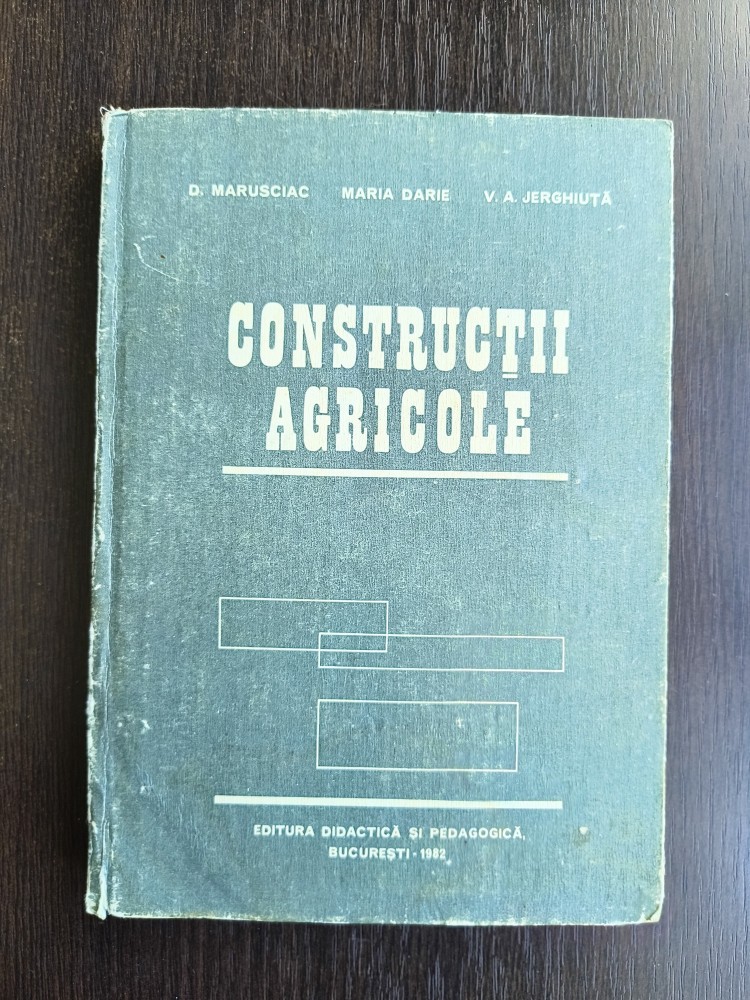 D. MARUSCIAC MARIA DARIE V. A. JERGHIUȚĂ
CONSTRUCȚII
AGRICOLE
EDITURA DIDACTICĂ ȘI PEDAGOGICĂ,
BUCUREȘTI - 1982